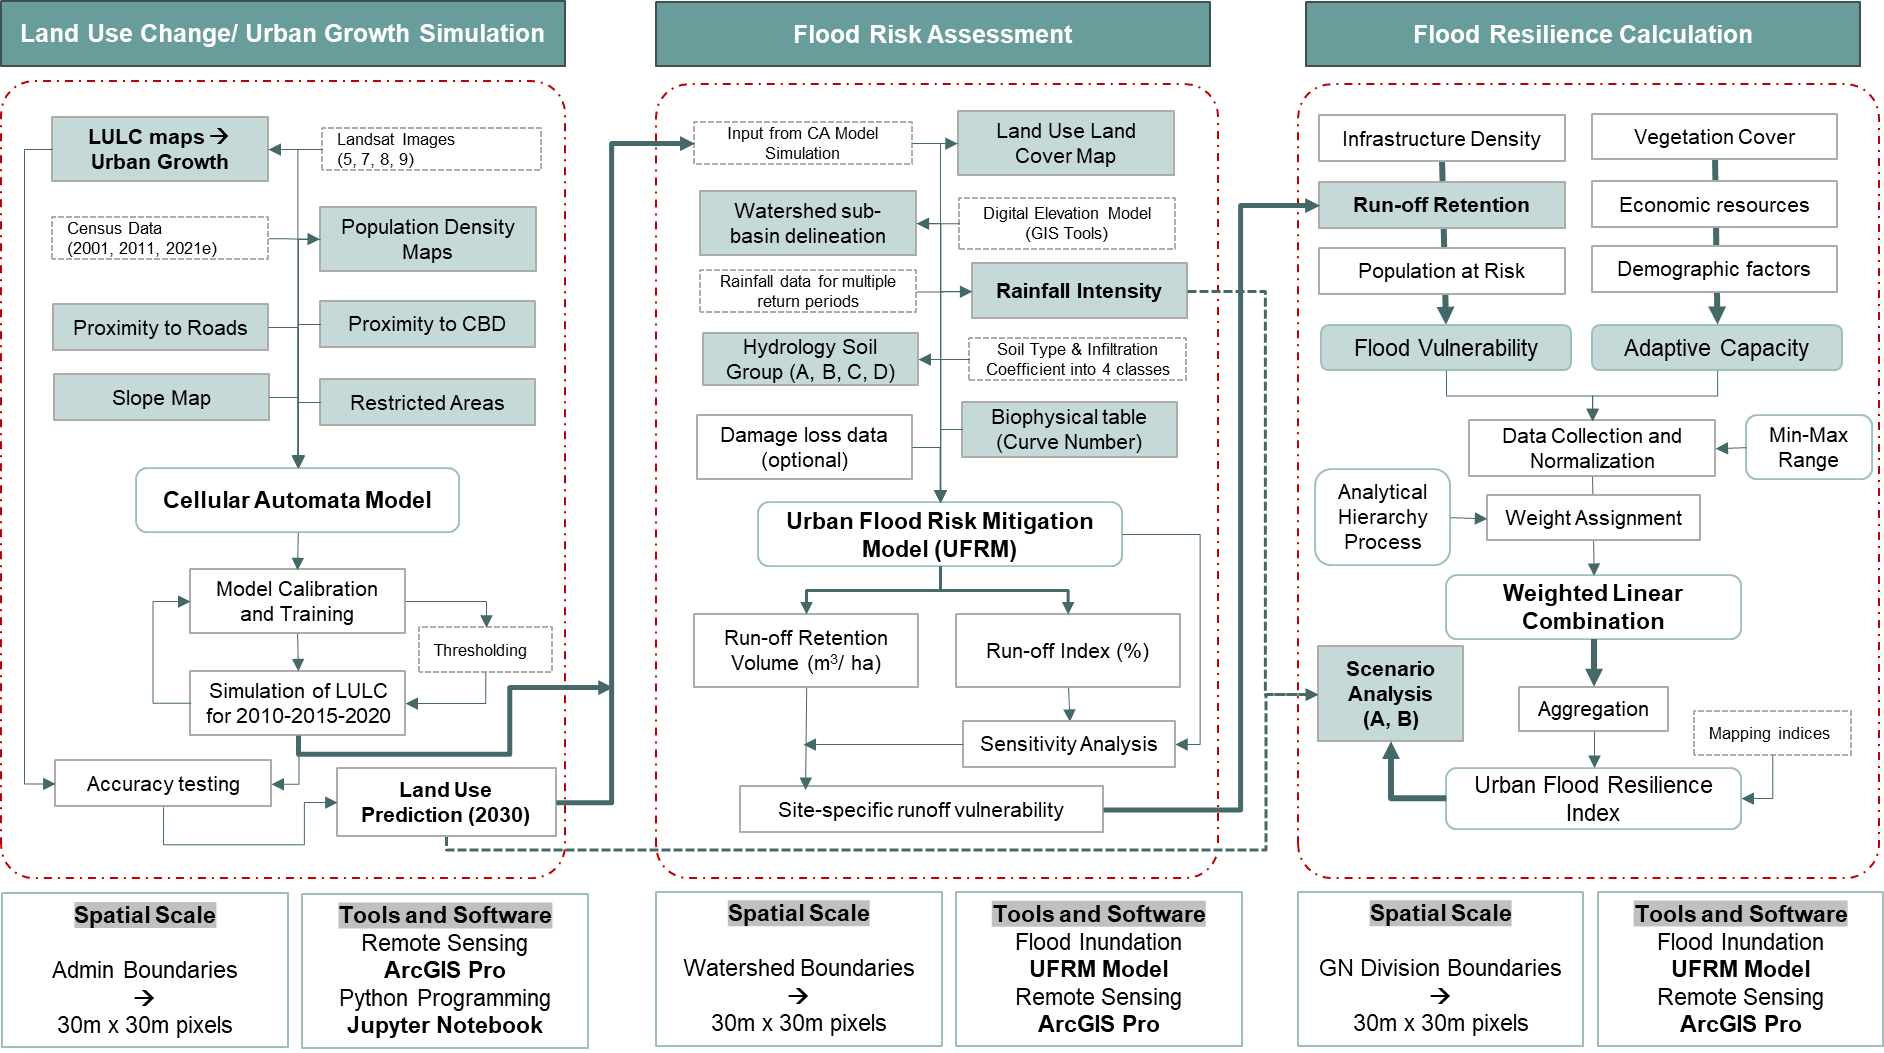 Land Use Change/ Urban Growth Simulation
LULC maps →
Urban Growth
Landsat Images
(5, 7, 8, 9)
Census Data
(2001, 2011, 2021e)
Population Density
Maps
Proximity to Roads
Proximity to CBD
Slope Map
Restricted Areas
Cellular Automata Model
Model Calibration
and Training
Thresholding
Simulation of LULC
for 2010-2015-2020
Accuracy testing
Land Use
Prediction (2030)
Spatial Scale
Admin Boundaries
→
30m x 30m pixels
Tools and Software
Remote Sensing
ArcGIS Pro
Python Programming
Jupyter Notebook
Flood Risk Assessment
Input from CA Model
Simulation
Land Use Land
Cover Map
Watershed sub-
basin delineation
Digital Elevation Model
(GIS Tools)
Rainfall data for multiple
return periods
Rainfall Intensity
Hydrology Soil
Group (A, B, C, D)
Soil Type & Infiltration
Coefficient into 4 classes
Damage loss data
(optional)
Biophysical table
(Curve Number)
Urban Flood Risk Mitigation
Model (UFRM)
Run-off Retention
Volume (m³/ ha)
Run-off Index (%)
Sensitivity Analysis
Site-specific runoff vulnerability
Spatial Scale
Watershed Boundaries
→
30m x 30m pixels
Tools and Software
Flood Inundation
UFRM Model
Remote Sensing
ArcGIS Pro
Flood Resilience Calculation
Infrastructure Density
Vegetation Cover
Run-off Retention
Economic resources
Population at Risk
Demographic factors
Flood Vulnerability
Adaptive Capacity
Data Collection and
Normalization
Min-Max
Range
Analytical
Hierarchy
Process
Weight Assignment
Weighted Linear
Combination
Scenario
Analysis
(A, B)
Aggregation
Mapping indices
Urban Flood Resilience
Index
Spatial Scale
GN Division Boundaries
→
30m x 30m pixels
Tools and Software
Flood Inundation
UFRM Model
Remote Sensing
ArcGIS Pro